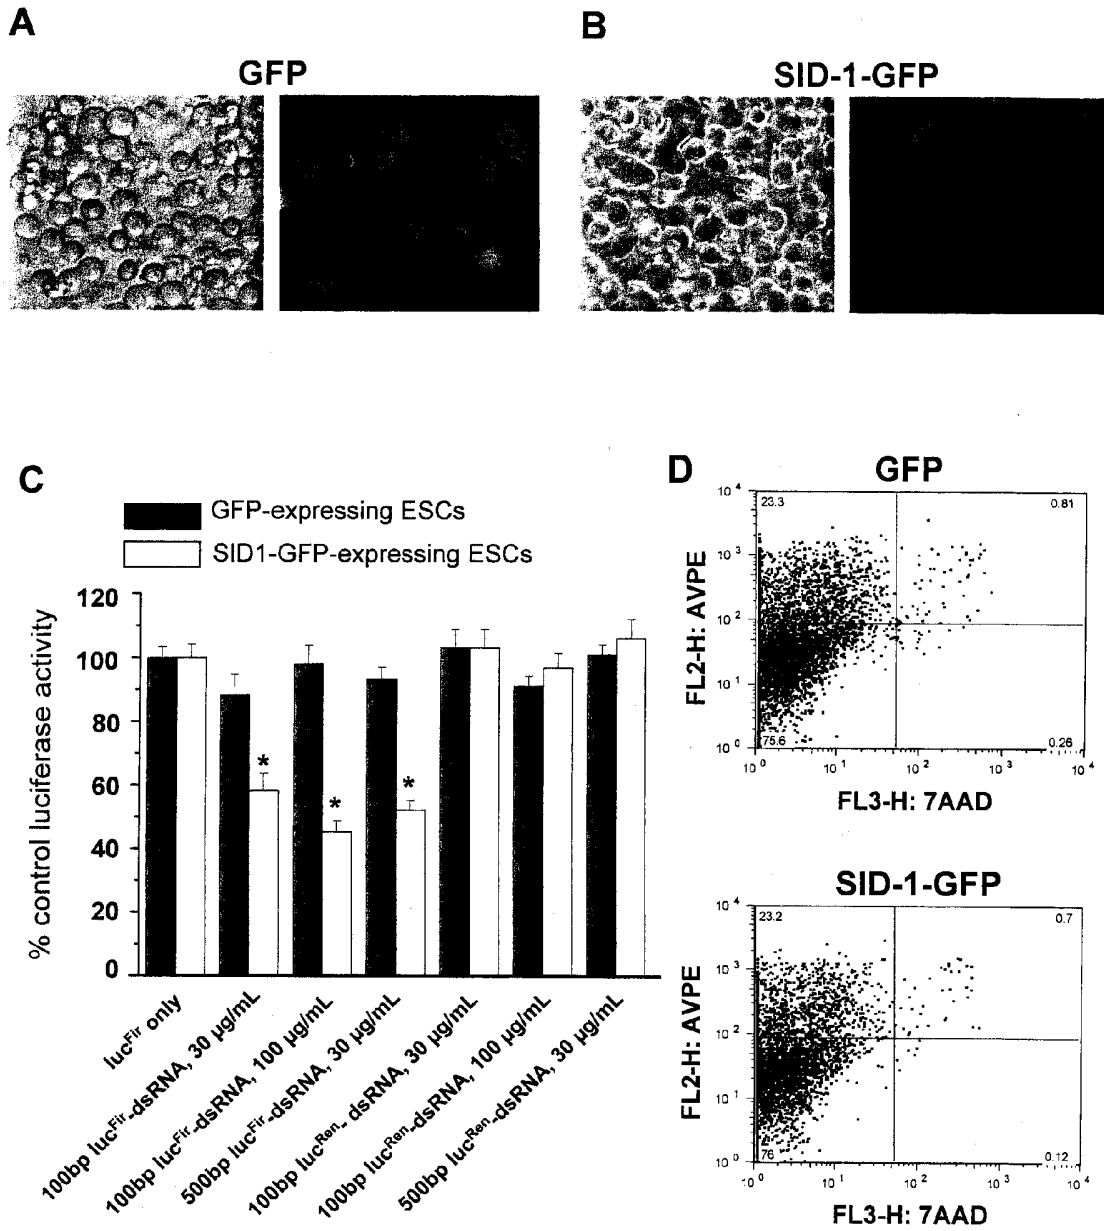 A
B
GFP
SID-1-GFP
C
GFP-expressing ESCs
SID1-GFP-expressing ESCs
% control luciferase activity
120
100
80
60
40
20
0
*
*
*
luc^Fir only
100bp luc^Fir-dsRNA, 30 µg/mL
100bp luc^Fir-dsRNA, 100 µg/mL
500bp luc^Fir-dsRNA, 30 µg/mL
100bp luc^Ren- dsRNA, 30 µg/mL
100bp luc^Ren-dsRNA, 100 µg/mL
500bp luc^Ren-dsRNA, 30 µg/mL
D
GFP
FL2-H: AVPE
10^4
10^3
10^2
10^1
10^0
23.3
0.81
75.6
0.26
10^0 10^1 10^2 10^3 10^4
FL3-H: 7AAD
SID-1-GFP
FL2-H: AVPE
10^4
10^3
10^2
10^1
10^0
23.2
0.7
76
0.12
10^0 10^1 10^2 10^3 10^4
FL3-H: 7AAD